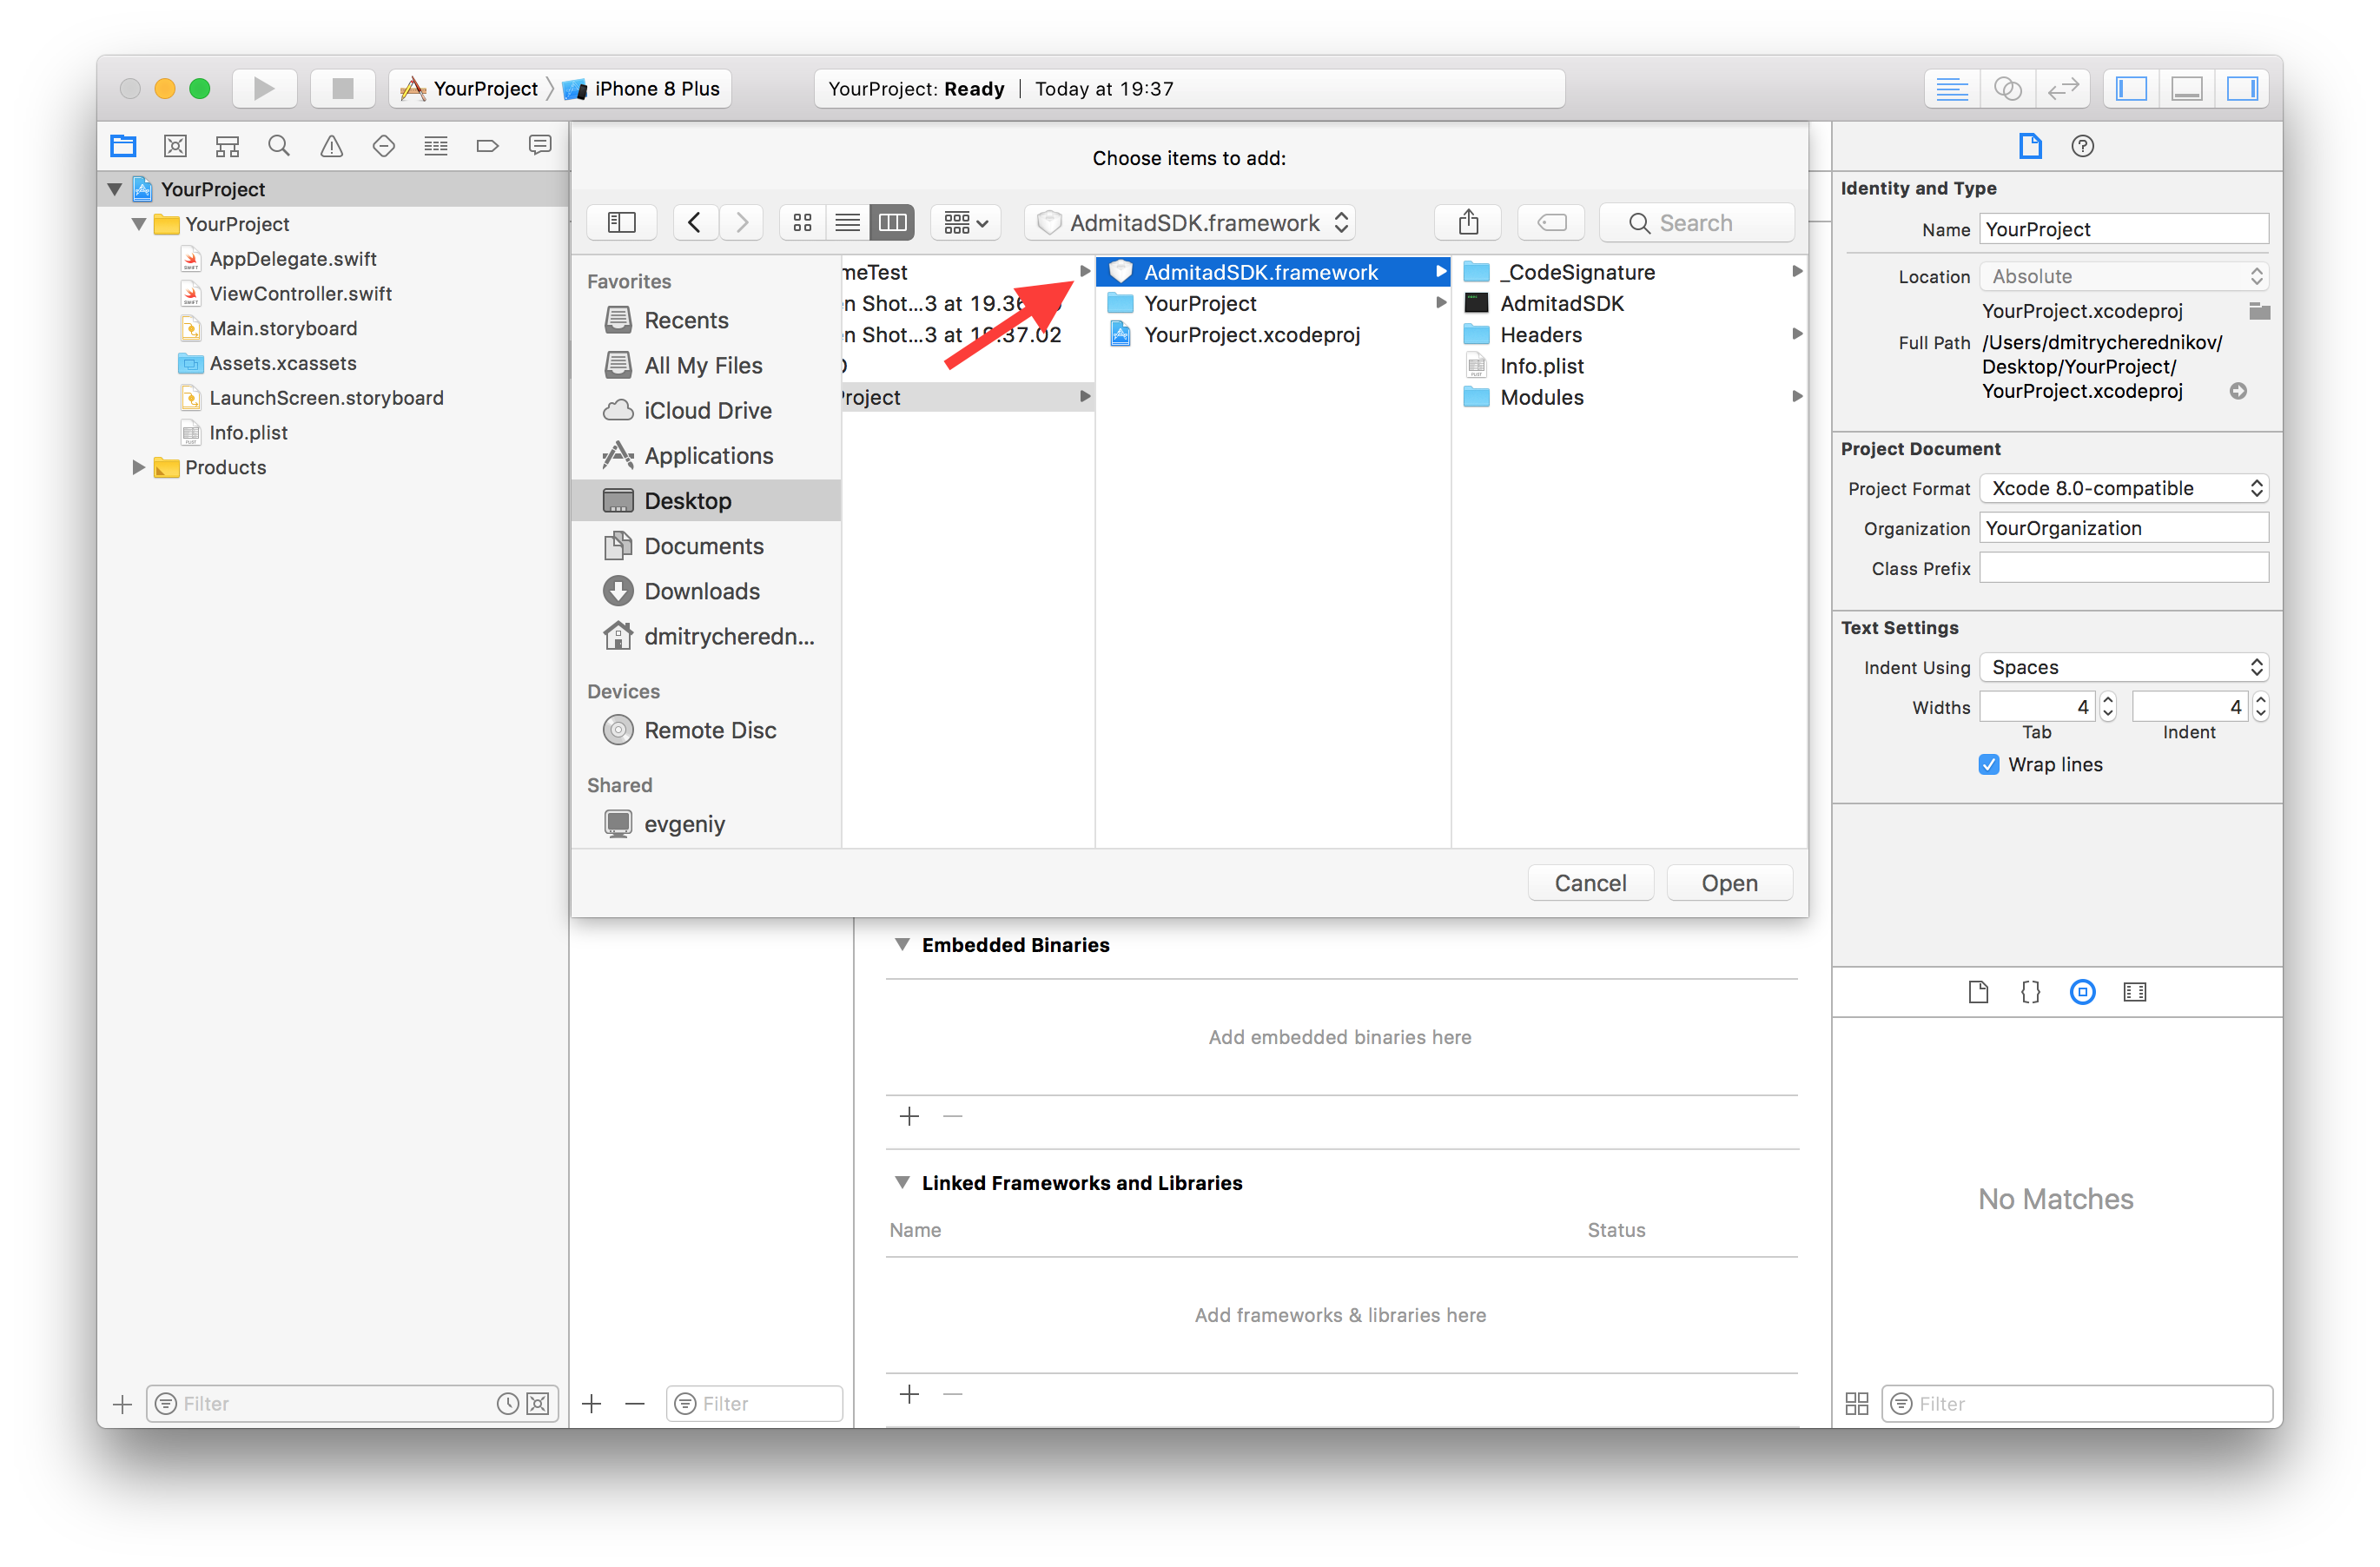 YourProject
iPhone 8 Plus
YourProject: Ready
Today at 19:37
YourProject
YourProject
AppDelegate.swift
ViewController.swift
Main.storyboard
Assets.xcassets
LaunchScreen.storyboard
Info.plist
Products
Filter
Choose items to add:
AdmitadSDK.framework
Search
Favorites
Recents
All My Files
iCloud Drive
Applications
Desktop
Documents
Downloads
dmitrycheredn...
Devices
Remote Disc
Shared
evgeniy
meTest
n Shot...3 at 19.36
n Shot...3 at 19.37.02
roject
AdmitadSDK.framework
YourProject
YourProject.xcodeproj
_CodeSignature
AdmitadSDK
Headers
Info.plist
Modules
Cancel
Open
Embedded Binaries
Add embedded binaries here
Linked Frameworks and Libraries
Name
Status
Add frameworks & libraries here
Filter
Identity and Type
Name YourProject
Location Absolute
YourProject.xcodeproj
Full Path /Users/dmitrycherednikov/
Desktop/YourProject/
YourProject.xcodeproj
Project Document
Project Format Xcode 8.0-compatible
Organization YourOrganization
Class Prefix
Text Settings
Indent Using Spaces
Widths 4 4
Tab Indent
Wrap lines
No Matches
Filter